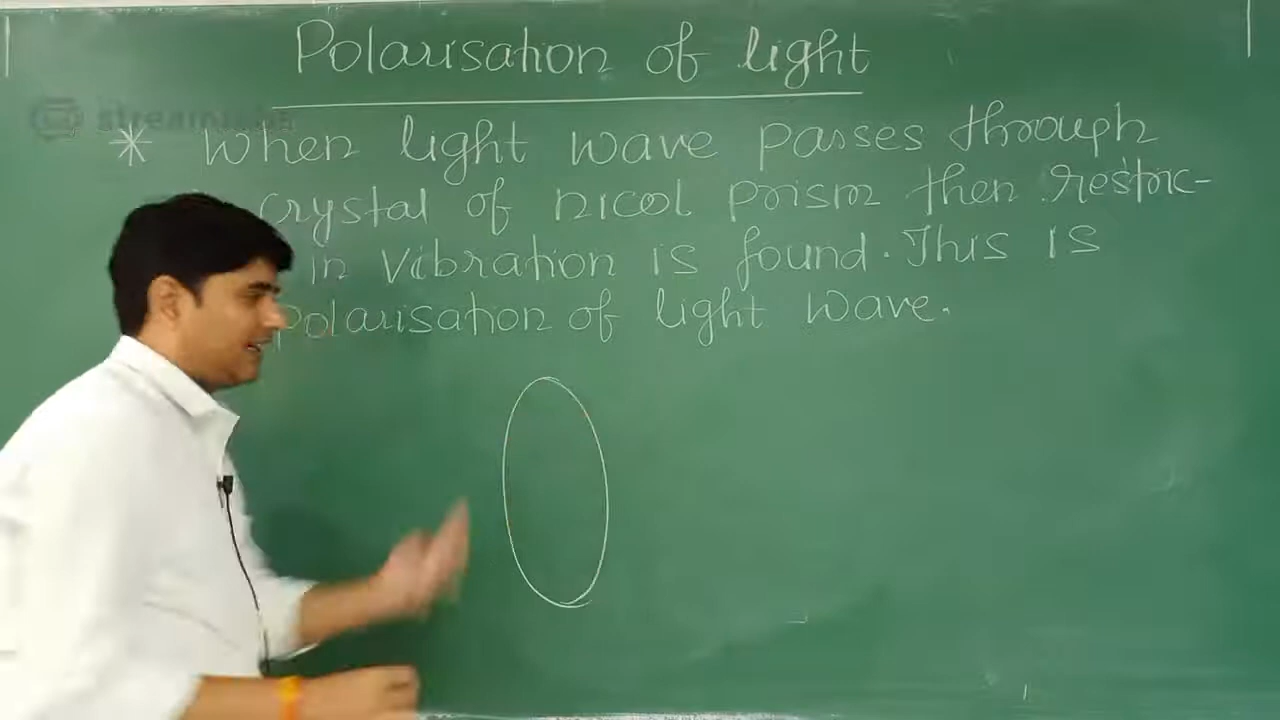 Polarisation of light
* When light wave passes through
crystal of nicol prism then restric-
in vibration is found. This is
Polarisation of light wave.